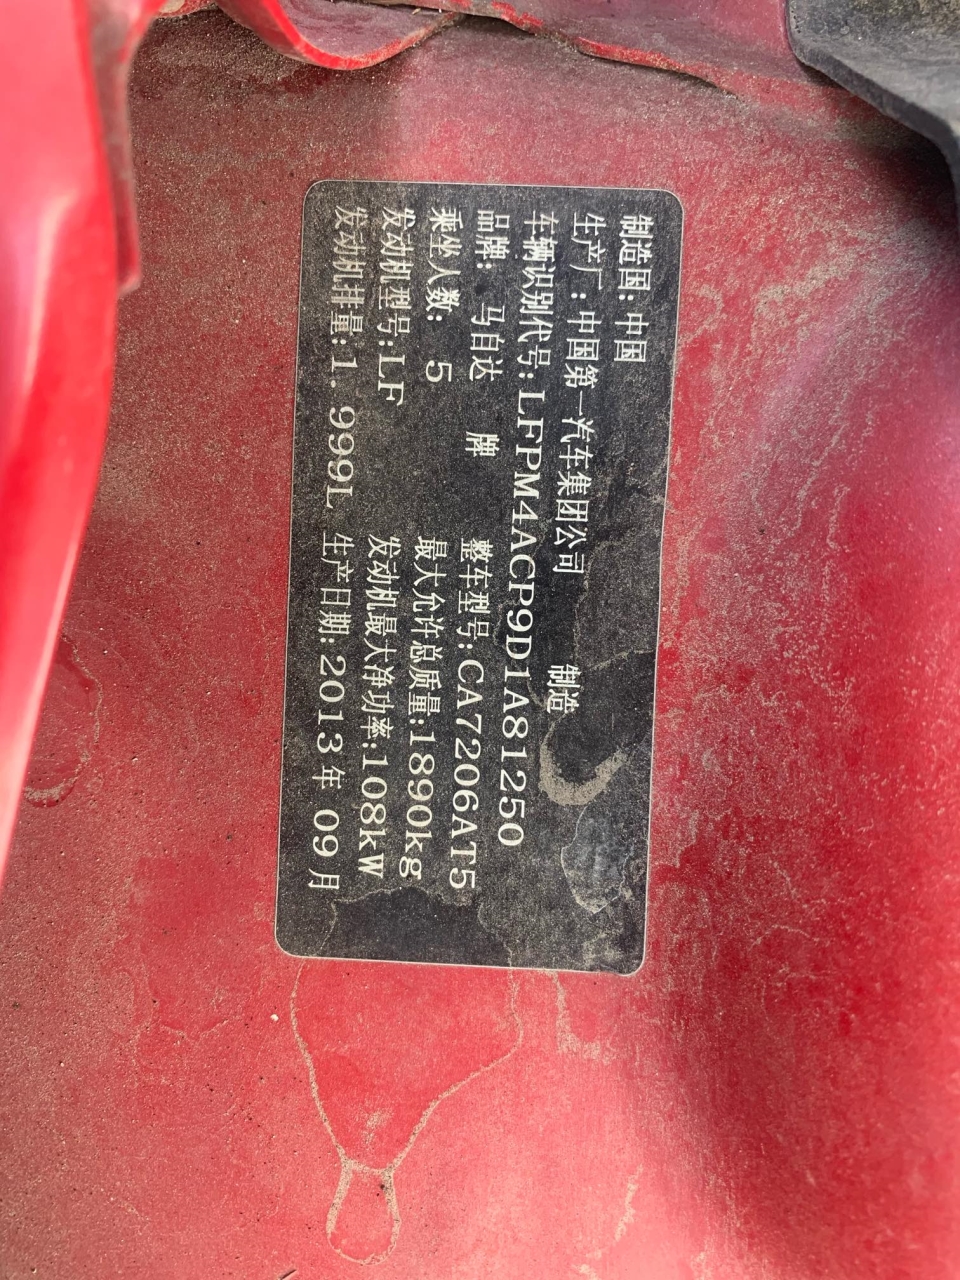 制造国:中国
生产厂:中国第一汽车集团公司 制造
车辆识别代号:LFPM4ACP9D1A81250
品牌: 马自达 牌 整车型号:CA7206AT5
乘坐人数: 5 最大允许总质量:1890kg
发动机型号:LF 发动机最大净功率:108kW
发动机排量:1.999L 生产日期:2013年 09月